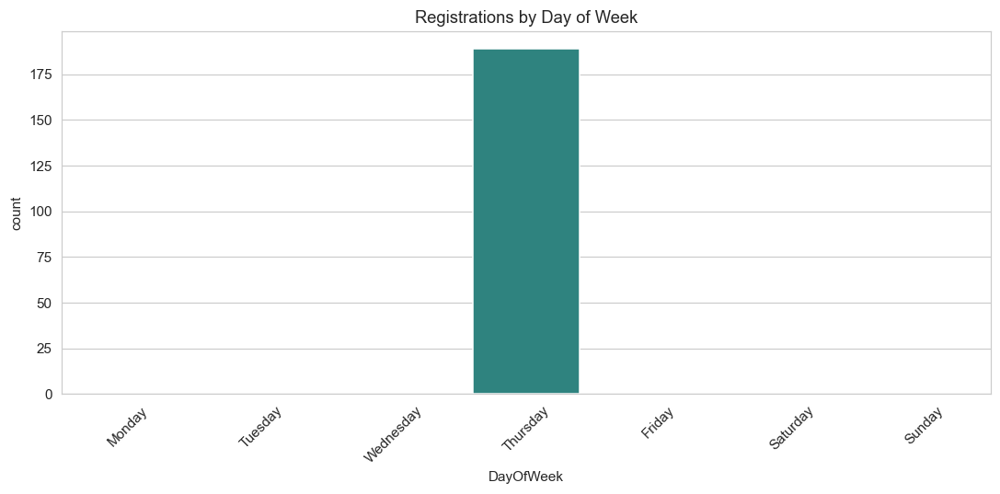 Registrations by Day of Week
count
175
150
125
100
75
50
25
0
Monday
Tuesday
Wednesday
Thursday
Friday
Saturday
Sunday
DayOfWeek